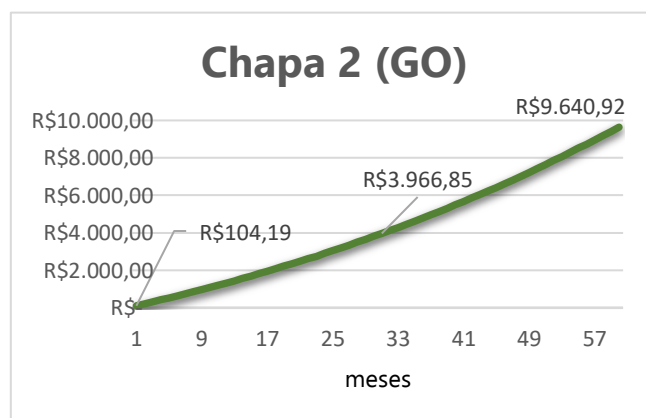 Chapa 2 (GO)
R$9.640,92
R$10.000,00
R$8.000,00
R$3.966,85
R$6.000,00
R$4.000,00
R$104,19
R$2.000,00
R$
1 9 17 25 33 41 49 57
meses